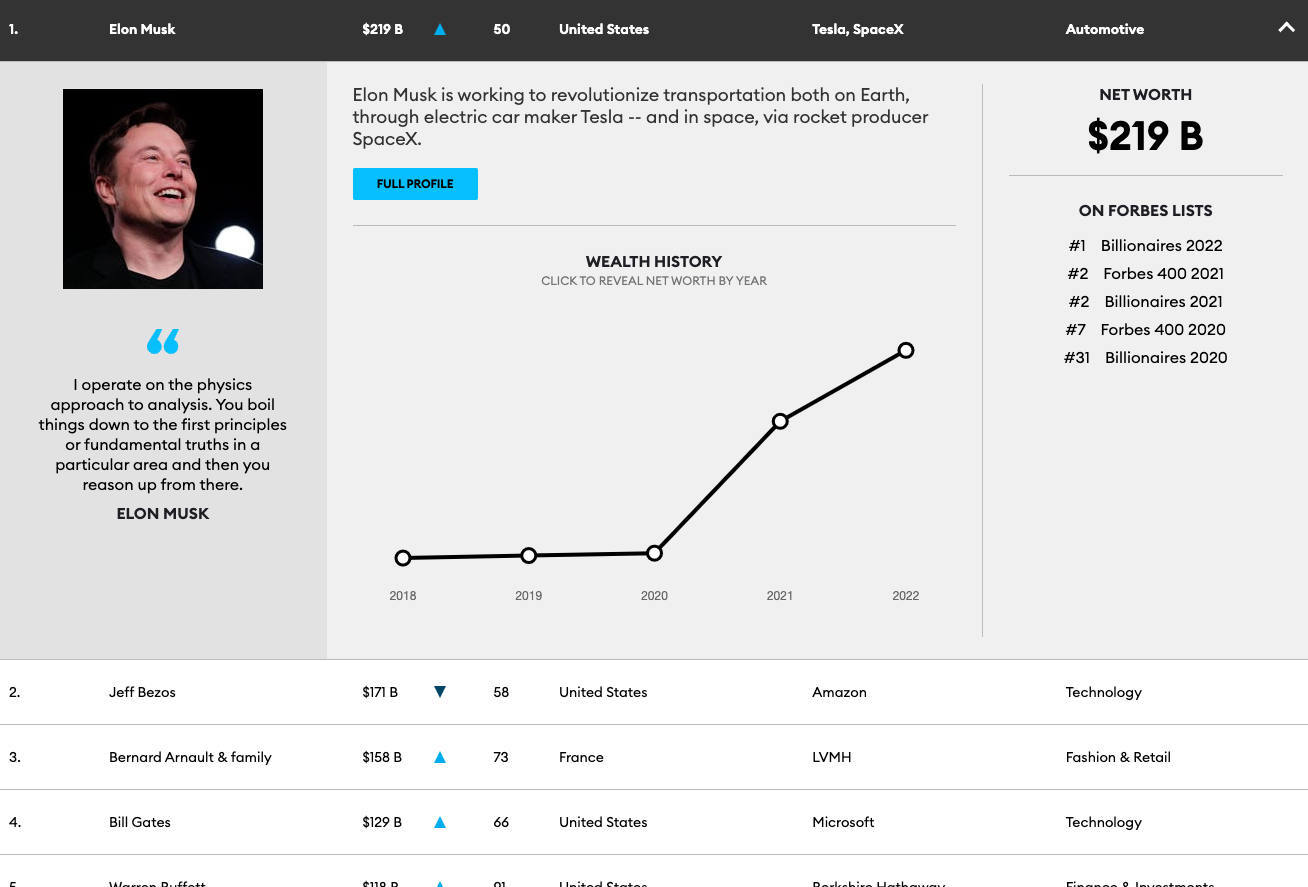 1. Elon Musk $219 B 50 United States Tesla, SpaceX Automotive
Elon Musk is working to revolutionize transportation both on Earth,
through electric car maker Tesla -- and in space, via rocket producer
SpaceX.
FULL PROFILE
WEALTH HISTORY
CLICK TO REVEAL NET WORTH BY YEAR
2018 2019 2020 2021 2022
“
I operate on the physics
approach to analysis. You boil
things down to the first principles
or fundamental truths in a
particular area and then you
reason up from there.
ELON MUSK
NET WORTH
$219 B
ON FORBES LISTS
#1 Billionaires 2022
#2 Forbes 400 2021
#2 Billionaires 2021
#7 Forbes 400 2020
#31 Billionaires 2020
2. Jeff Bezos $171 B 58 United States Amazon Technology
3. Bernard Arnault & family $158 B 73 France LVMH Fashion & Retail
4. Bill Gates $129 B 66 United States Microsoft Technology
5. Warren Buffett $118 B 91 United States Berkshire Hathaway Finance & Investments